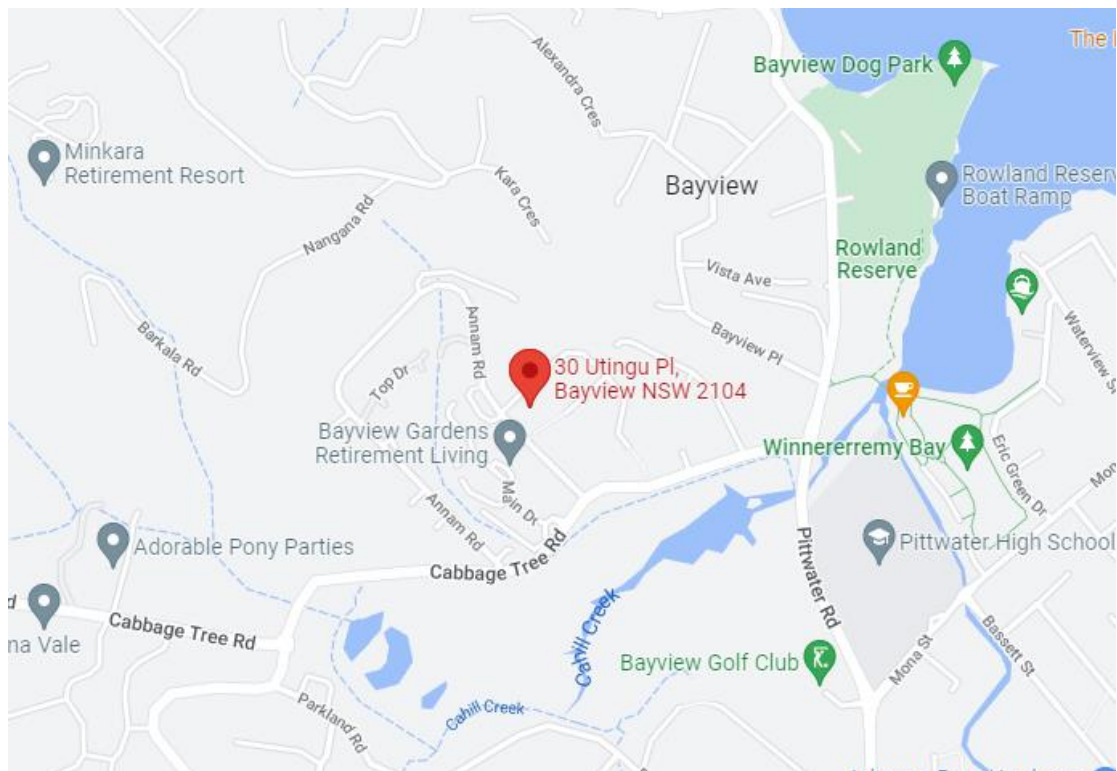 The
Bayview Dog Park
Alexandra Cres
Minkara
Retirement Resort
Kara Cres
Bayview
Rowland Reserv
Boat Ramp
Nangana Rd
Rowland
Reserve
Vista Ave
Waterview St
Barkala Rd
Annam Rd
Bayview Pl
Top Dr
30 Utingu Pl,
Bayview NSW 2104
Bayview Gardens
Retirement Living
Winnererremy Bay
Eric Green Dr
Mon
Main Dr
Annam Rd
Adorable Pony Parties
Cabbage Tree Rd
Pittwater Rd
Pittwater High School
d
Cabbage Tree Rd
na Vale
Cahill Creek
Bayview Golf Club
Mona St
Bassett St
Parkland Rd
Cahill Creek